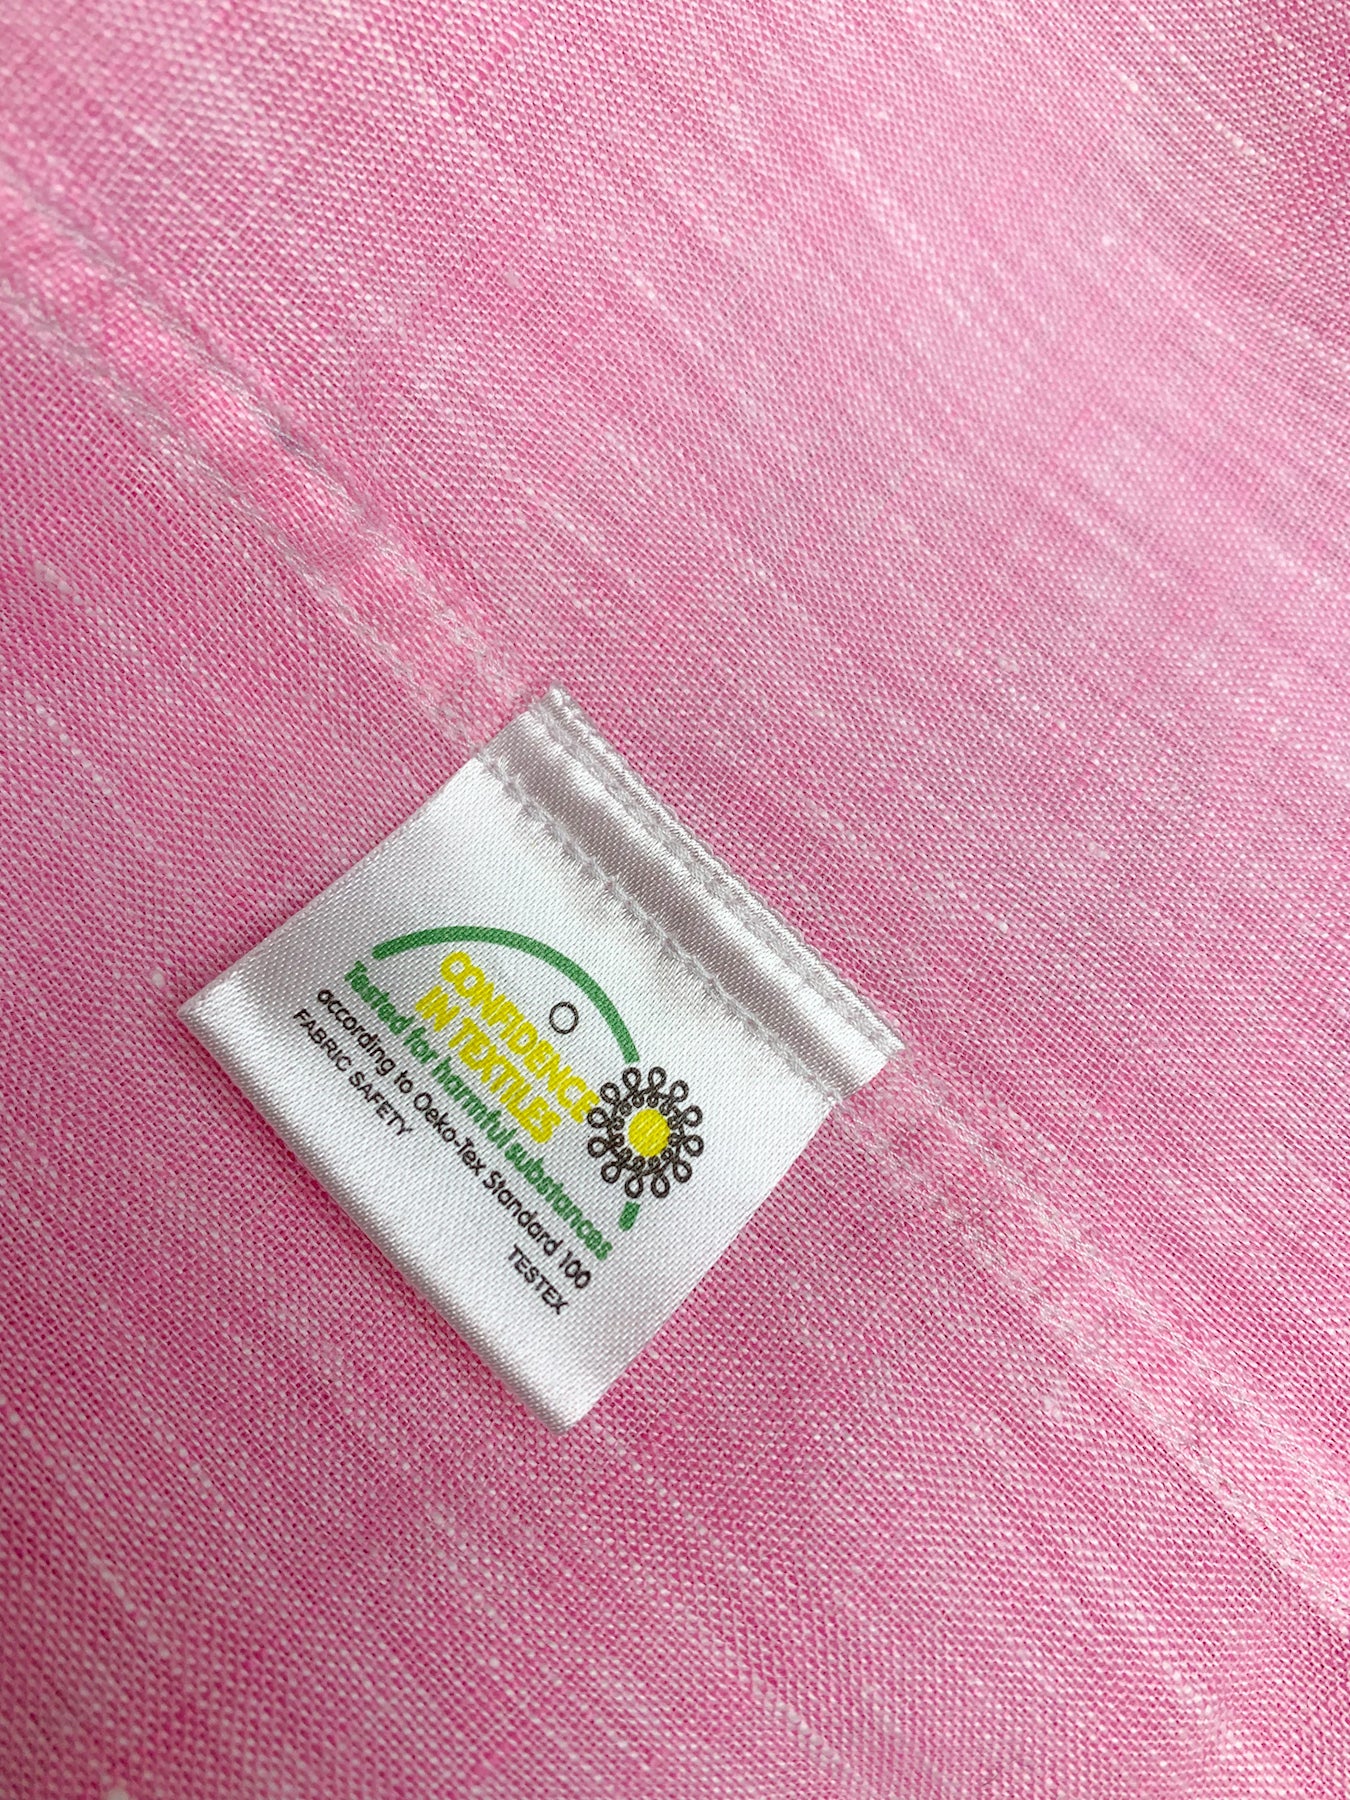 CONFIDENCE
IN TEXTILES
Tested for harmful substances
according to Oeko-Tex Standard 100
FABRIC SAFETY
TESTEX